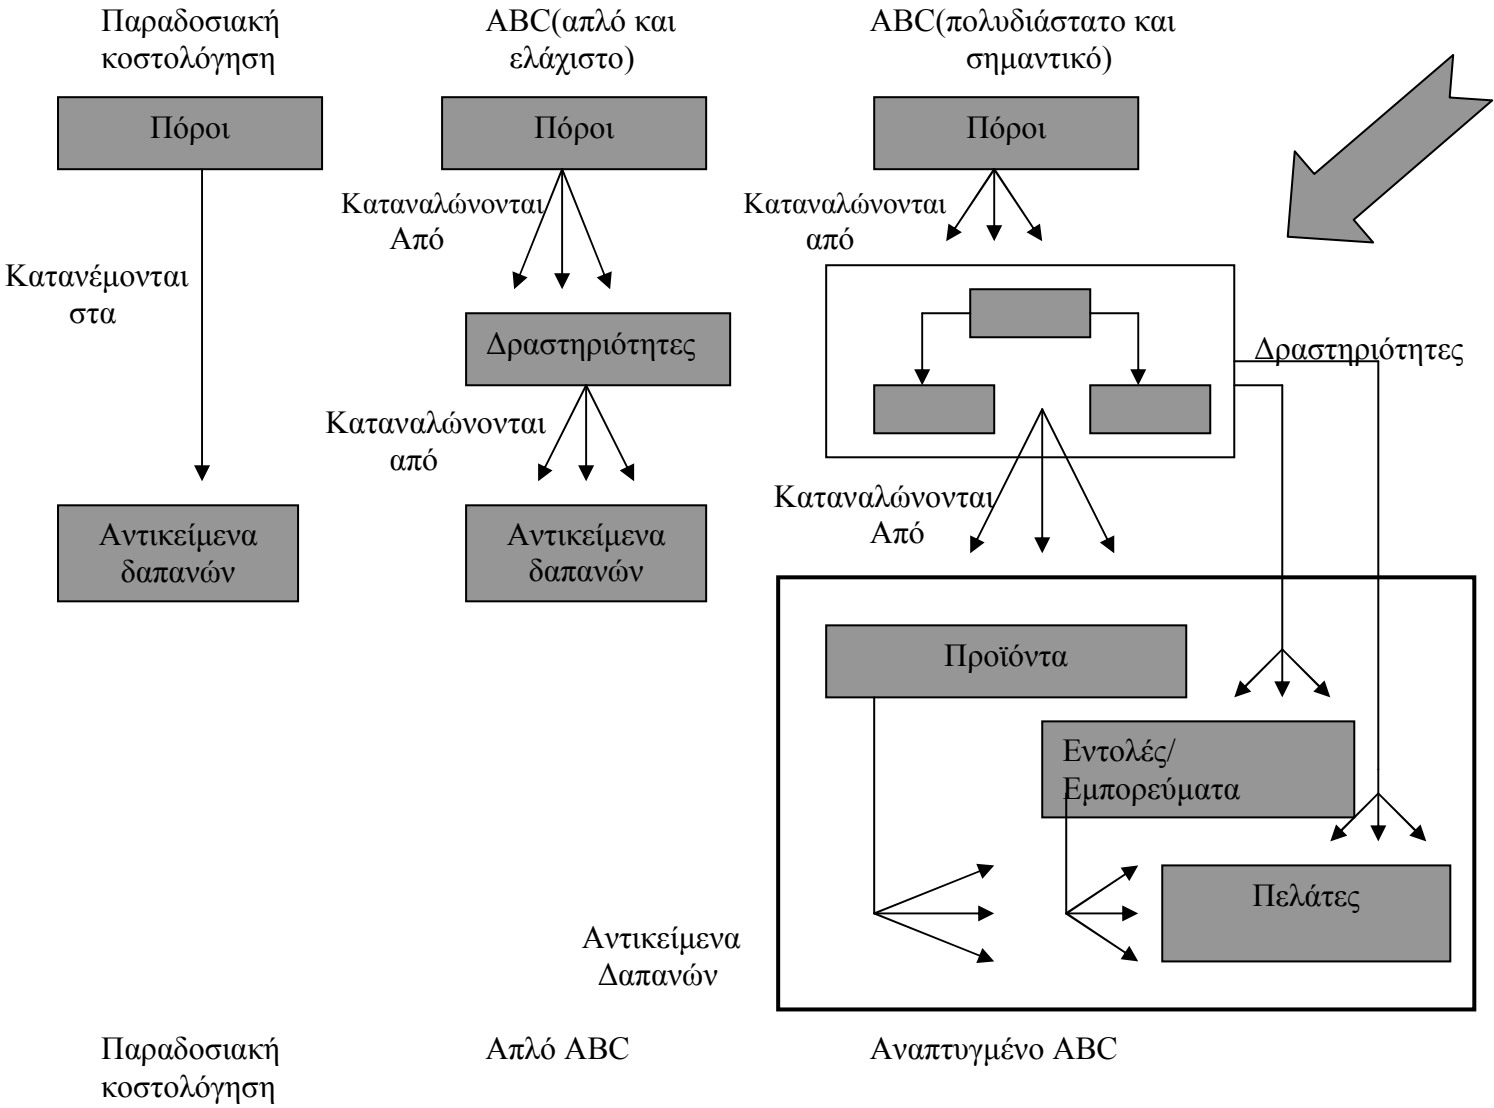 Παραδοσιακή
κοστολόγηση
ABC(απλό και
ελάχιστο)
ABC(πολυδιάστατο και
σημαντικό)
Πόροι
Πόροι
Πόροι
Καταναλώνονται
Από
Καταναλώνονται
από
Κατανέμονται
στα
Δραστηριότητες
Δραστηριότητες
Καταναλώνονται
από
Καταναλώνονται
Από
Αντικείμενα
δαπανών
Αντικείμενα
δαπανών
Προϊόντα
Εντολές/
Εμπορεύματα
Πελάτες
Αντικείμενα
Δαπανών
Παραδοσιακή
κοστολόγηση
Απλό ABC
Αναπτυγμένο ABC